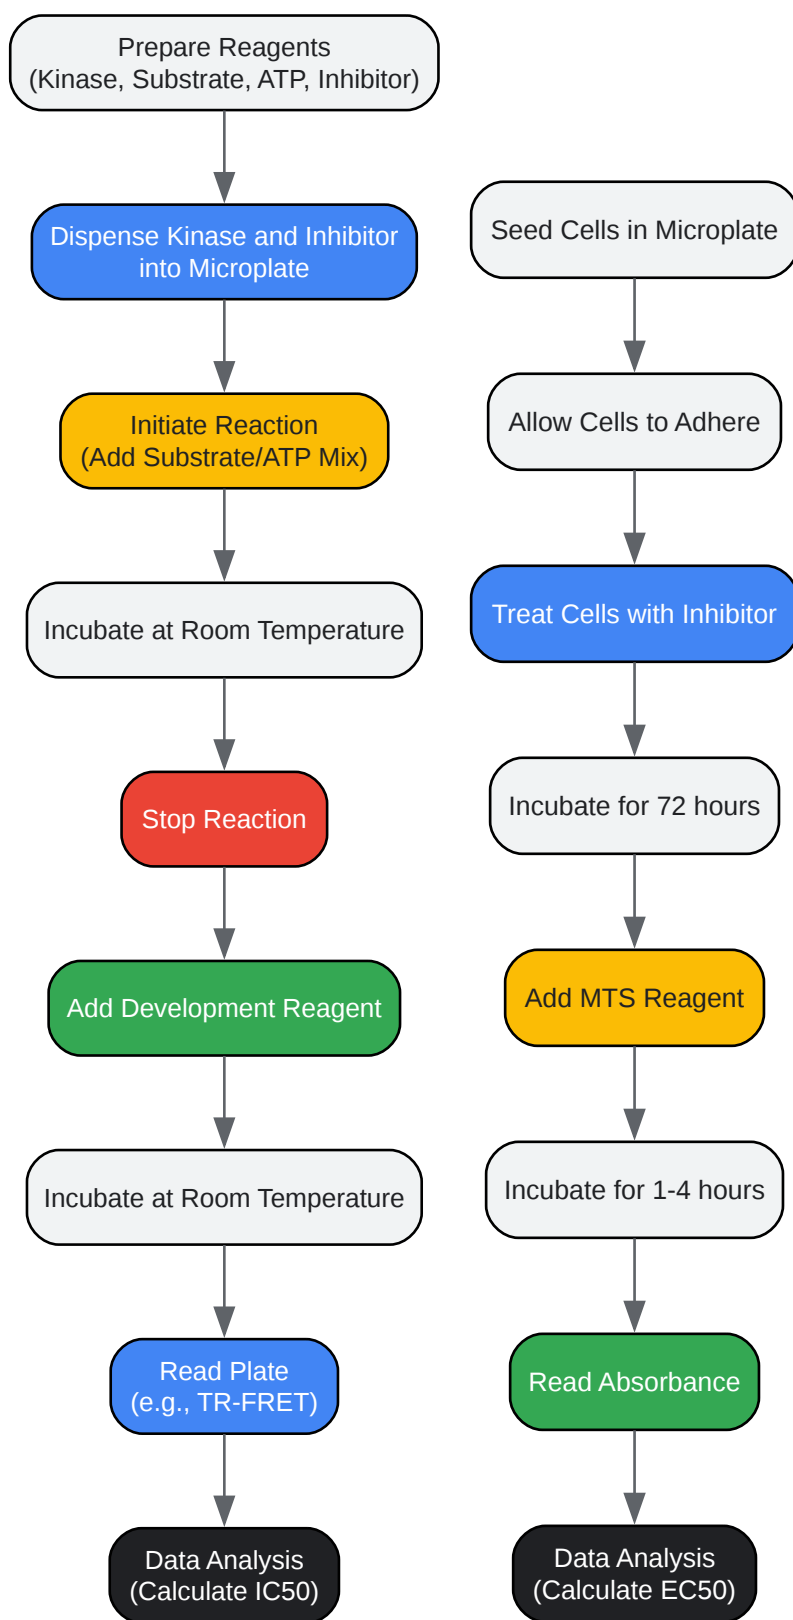 Prepare Reagents
(Kinase, Substrate, ATP, Inhibitor)
Dispense Kinase and Inhibitor
into Microplate
Initiate Reaction
(Add Substrate/ATP Mix)
Incubate at Room Temperature
Stop Reaction
Add Development Reagent
Incubate at Room Temperature
Read Plate
(e.g., TR-FRET)
Data Analysis
(Calculate IC50)
Seed Cells in Microplate
Allow Cells to Adhere
Treat Cells with Inhibitor
Incubate for 72 hours
Add MTS Reagent
Incubate for 1-4 hours
Read Absorbance
Data Analysis
(Calculate EC50)